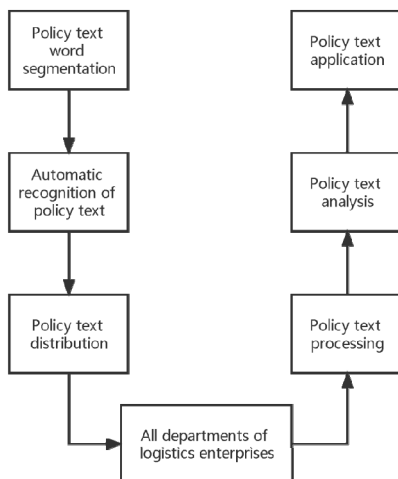 Policy text
word
segmentation
Automatic
recognition of
policy text
Policy text
distribution
All departments of
logistics enterprises
Policy text
processing
Policy text
analysis
Policy text
application